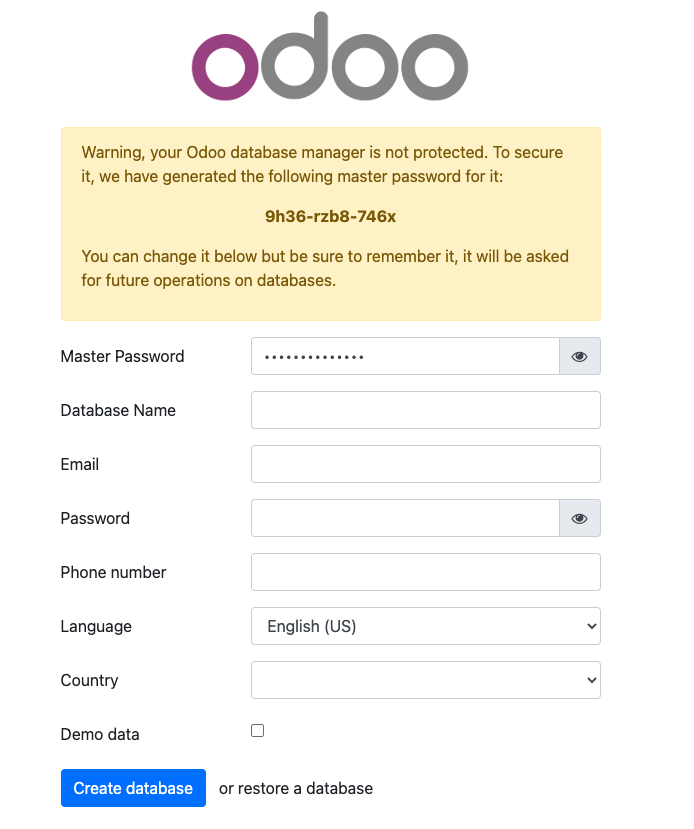 odoo
Warning, your Odoo database manager is not protected. To secure
it, we have generated the following master password for it:
9h36-rzb8-746x
You can change it below but be sure to remember it, it will be asked
for future operations on databases.
Master Password ••••••••••••••
Database Name
Email
Password
Phone number
Language English (US)
Country
Demo data
Create database or restore a database